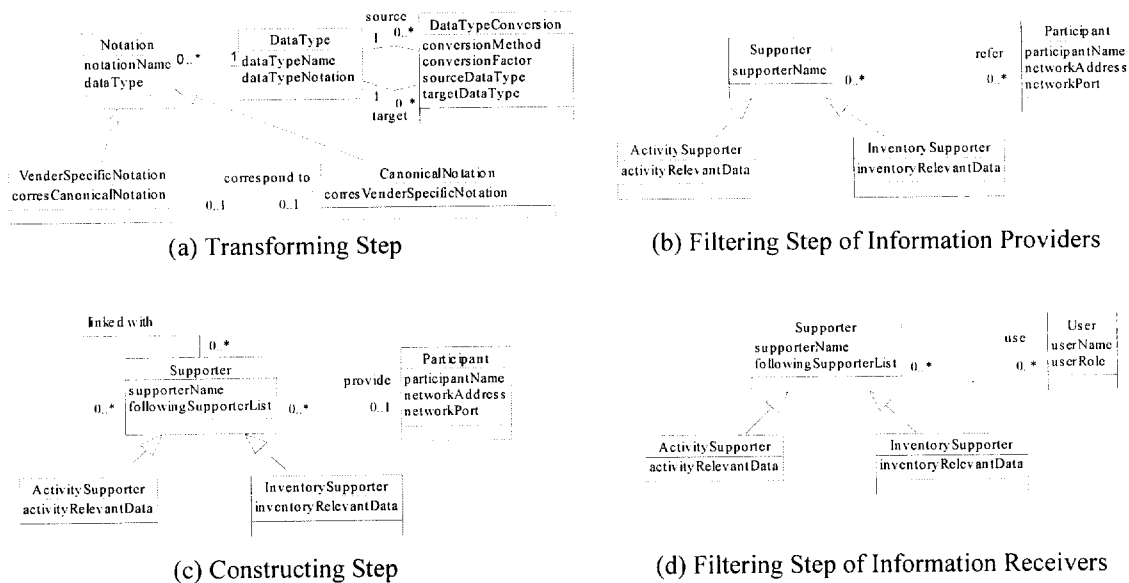 source
1 0..*
DataTypeConversion
conversionMethod
conversionFactor
sourceDataType
targetDataType
Notation
notationName
dataType
0..*
1
DataType
dataTypeName
dataTypeNotation
1 0..*
target
VenderSpecificNotation
corresCanonicalNotation
correspond to
0..1 0..1
CanonicalNotation
corresVenderSpecificNotation
(a) Transforming Step
Supporter
supporterName
0..*
refer
0..*
Participant
participantName
networkAddress
networkPort
ActivitySupporter
activityRelevantData
InventorySupporter
inventoryRelevantData
(b) Filtering Step of Information Providers
linked with
0..*
Supporter
supporterName
followingSupporterList
0..*
0..*
provide
0..1
Participant
participantName
networkAddress
networkPort
ActivitySupporter
activityRelevantData
InventorySupporter
inventoryRelevantData
(c) Constructing Step
Supporter
supporterName
followingSupporterList
0..*
use
0..*
User
userName
userRole
ActivitySupporter
activityRelevantData
InventorySupporter
inventoryRelevantData
(d) Filtering Step of Information Receivers